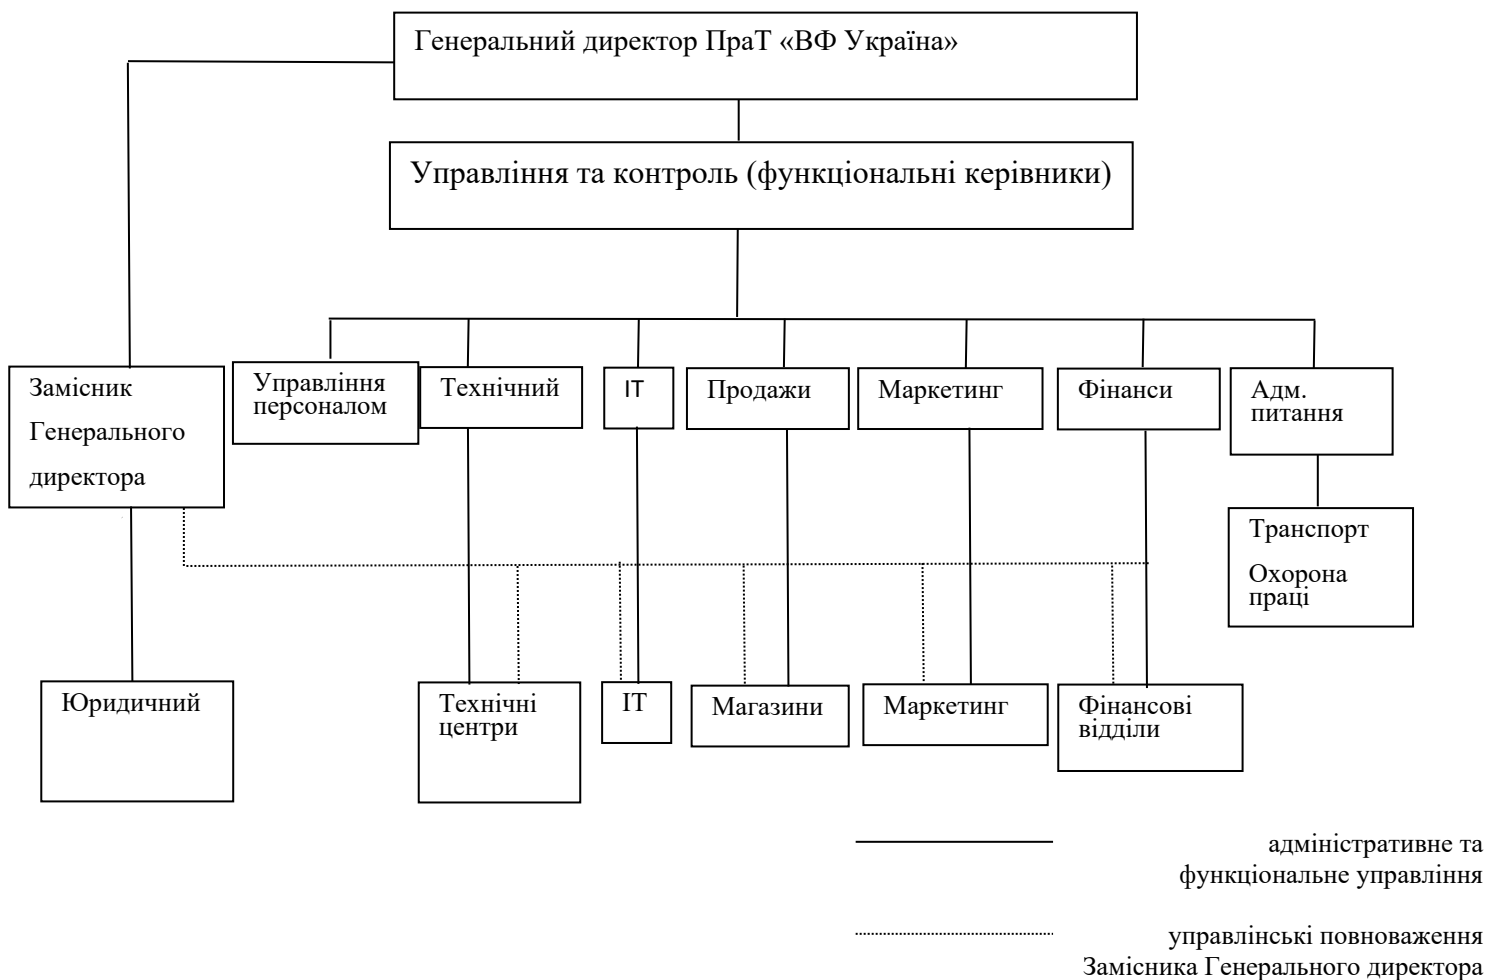 Генеральний директор ПраТ «ВФ Україна»
Управління та контроль (функціональні керівники)
Замісник
Генерального
директора
Управління
персоналом
Технічний
IT
Продажи
Маркетинг
Фінанси
Адм.
питання
Транспорт
Охорона
праці
Юридичний
Технічні
центри
ІТ
Магазини
Маркетинг
Фінансові
відділи
адміністративне та
функціональне управління
управлінські повноваження
Замісника Генерального директора